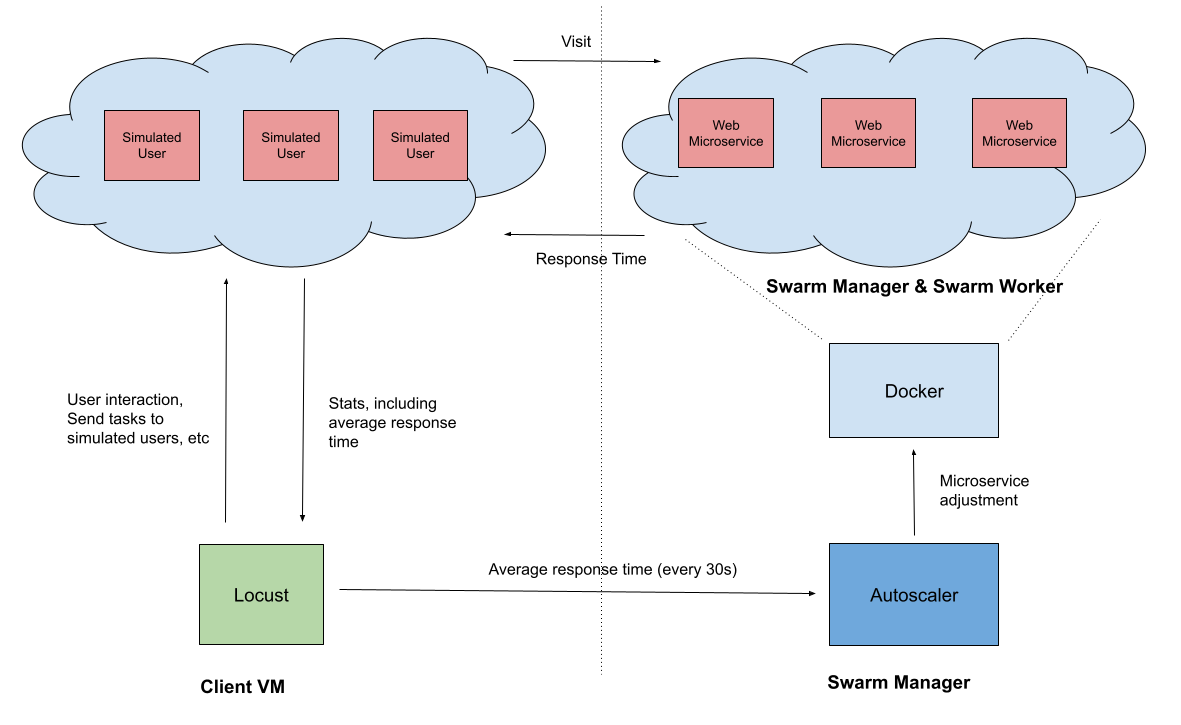 Visit
Simulated
User
Simulated
User
Simulated
User
Web
Microservice
Web
Microservice
Web
Microservice
Response Time
Swarm Manager & Swarm Worker
User interaction,
Send tasks to
simulated users, etc
Stats, including
average response
time
Docker
Microservice
adjustment
Average response time (every 30s)
Locust
Autoscaler
Client VM
Swarm Manager